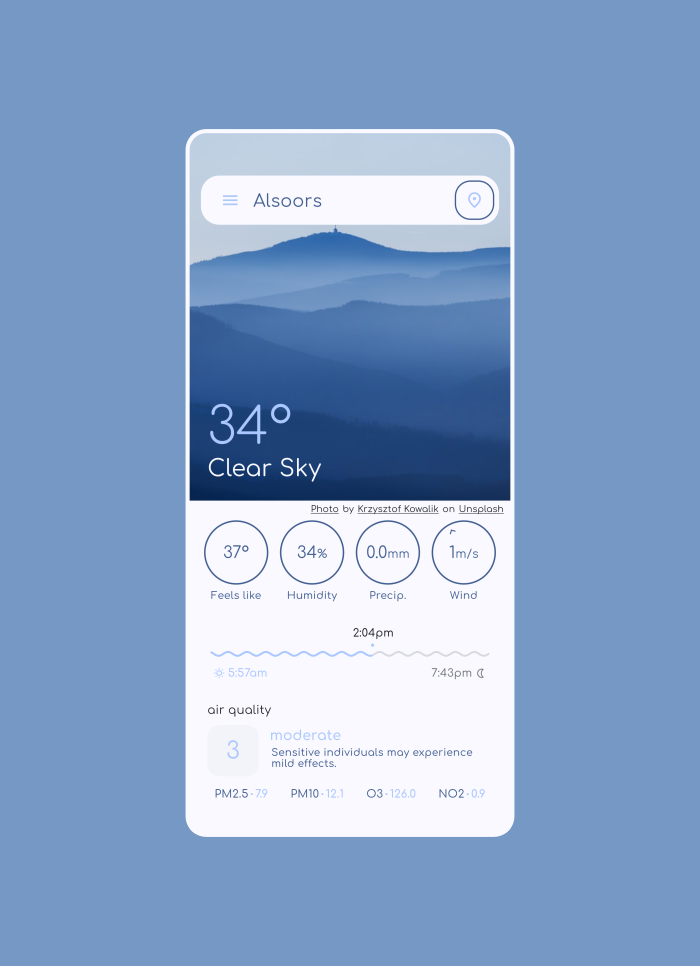 Alsoors
34°
Clear Sky
Photo by Krzysztof Kowalik on Unsplash
37° 34% 0.0mm 1m/s
Feels like Humidity Precip. Wind
2:04pm
5:57am 7:43pm
air quality
3
moderate
Sensitive individuals may experience
mild effects.
PM2.5·7.9 PM10·12.1 O3·126.0 NO2·0.9